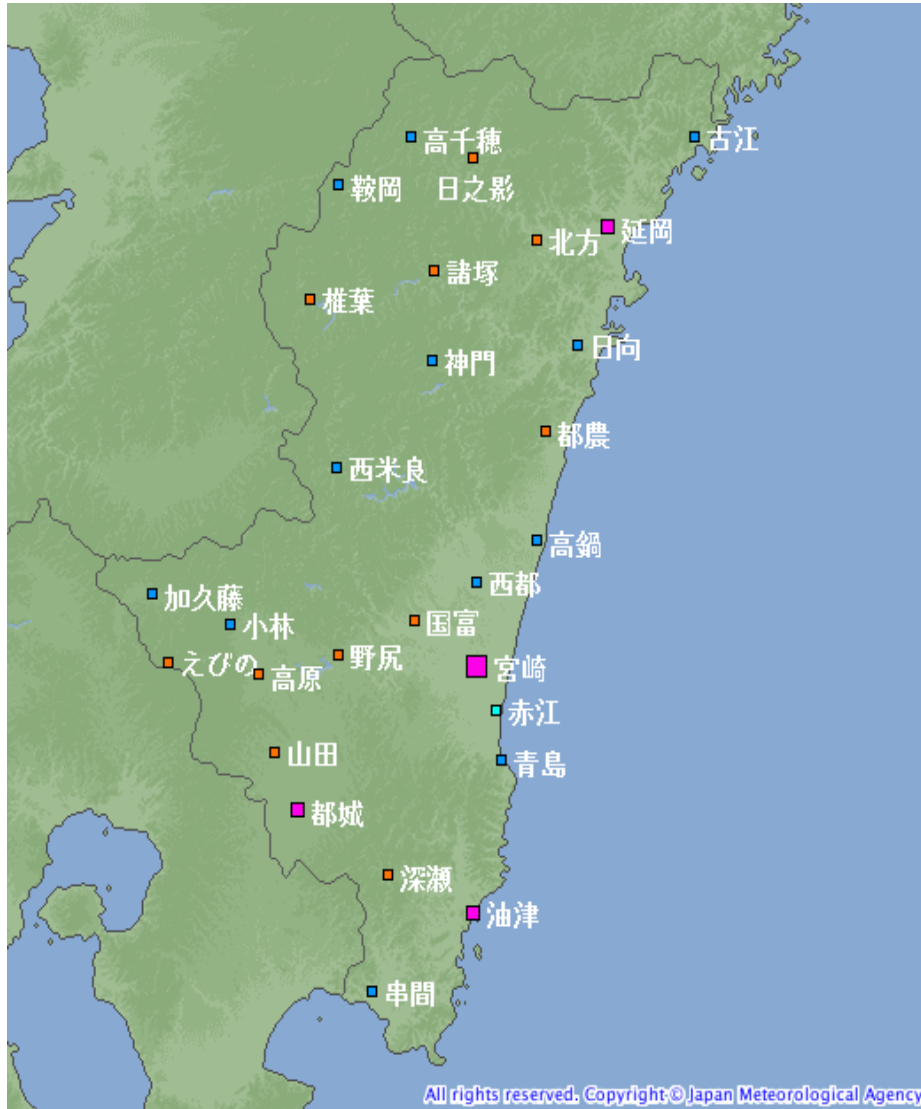 高千穂
古江
日之影
鞍岡
延岡
北方
諸塚
椎葉
日向
神門
都農
西米良
高鍋
西都
加久藤
国富
小林
野尻
えびの
宮崎
高原
赤江
山田
青島
都城
深瀬
油津
串間
All rights reserved. Copyright © Japan Meteorological Agency